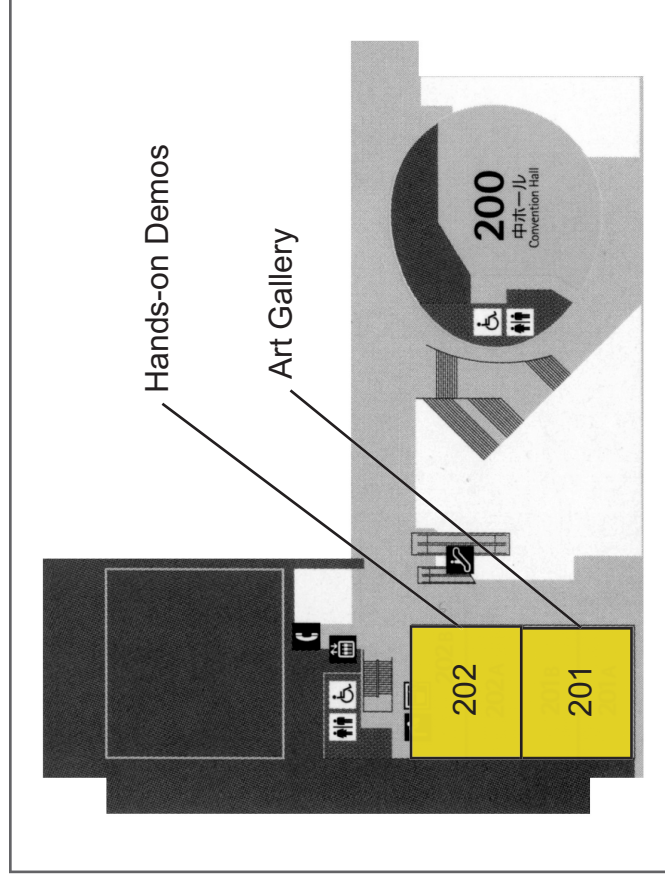 Hands-on Demos
Art Gallery
200
中ホール
Convention Hall
202
201